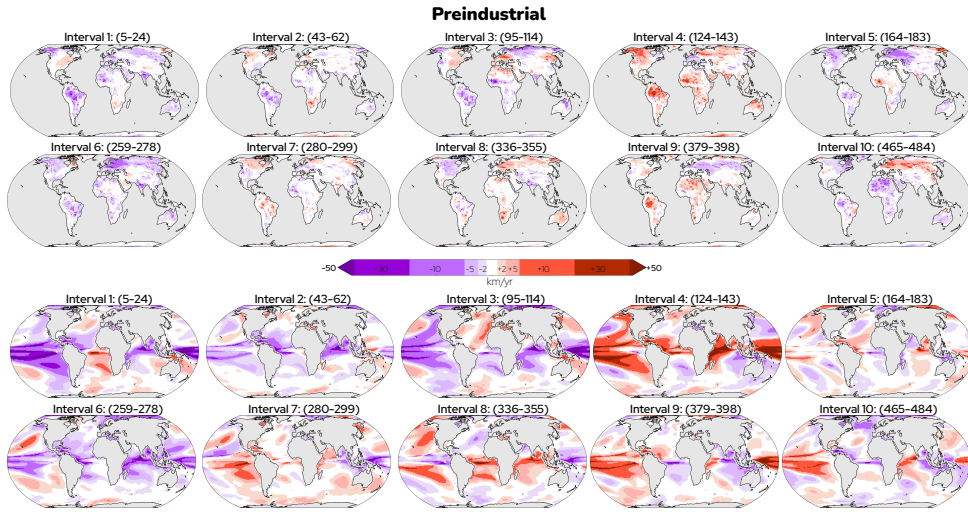 Preindustrial
Interval 1: (5-24) Interval 2: (43-62) Interval 3: (95-114) Interval 4: (124-143) Interval 5: (164-183)
Interval 6: (259-278) Interval 7: (280-299) Interval 8: (336-355) Interval 9: (379-398) Interval 10: (465-484)
-50 -30 -10 -5 -2 +2 +5 +10 +30 +50
km/yr
Interval 1: (5-24) Interval 2: (43-62) Interval 3: (95-114) Interval 4: (124-143) Interval 5: (164-183)
Interval 6: (259-278) Interval 7: (280-299) Interval 8: (336-355) Interval 9: (379-398) Interval 10: (465-484)